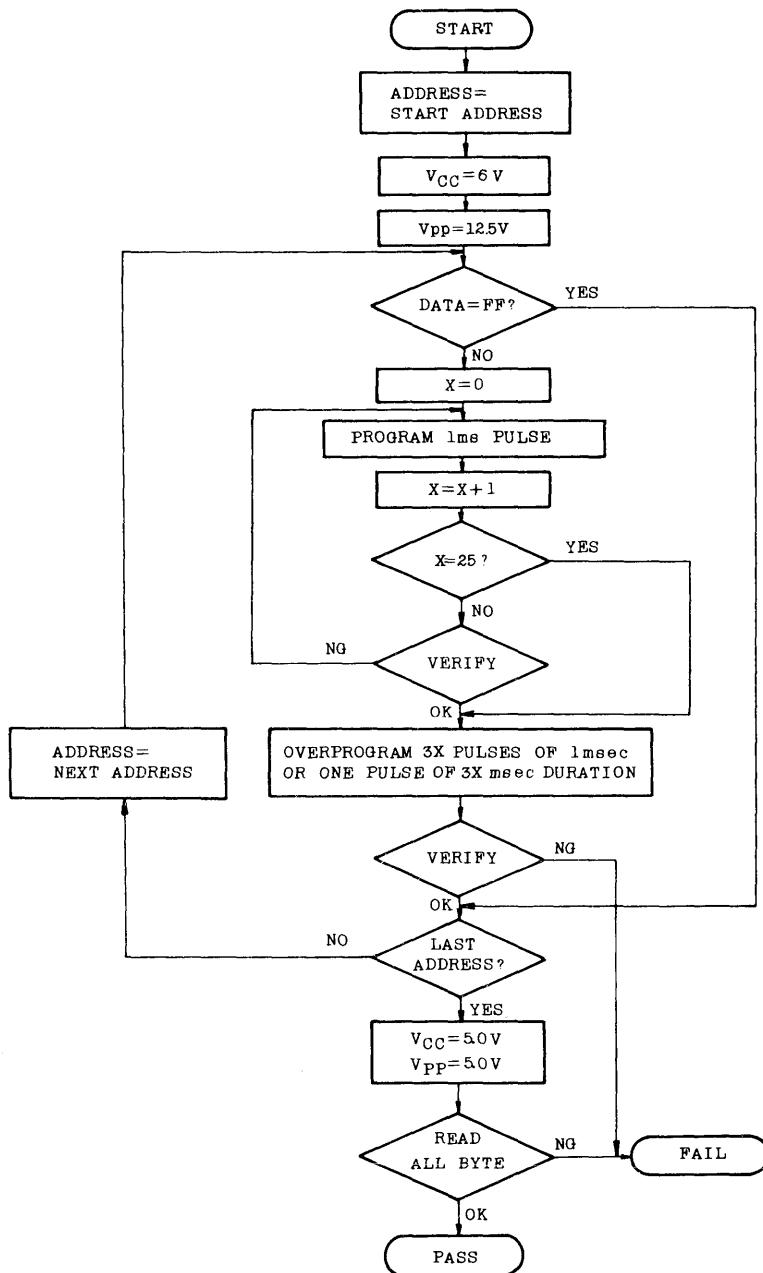 START
ADDRESS=
START ADDRESS
VCC=6V
Vpp=12.5V
DATA=FF?
YES
NO
X=0
PROGRAM 1ms PULSE
X=X+1
X=25?
YES
NO
NG
VERIFY
OK
ADDRESS=
NEXT ADDRESS
OVERPROGRAM 3X PULSES OF 1msec
OR ONE PULSE OF 3X msec DURATION
VERIFY
NG
OK
NO
LAST
ADDRESS?
YES
VCC=5.0V
VPP=5.0V
READ
ALL BYTE
NG
FAIL
OK
PASS